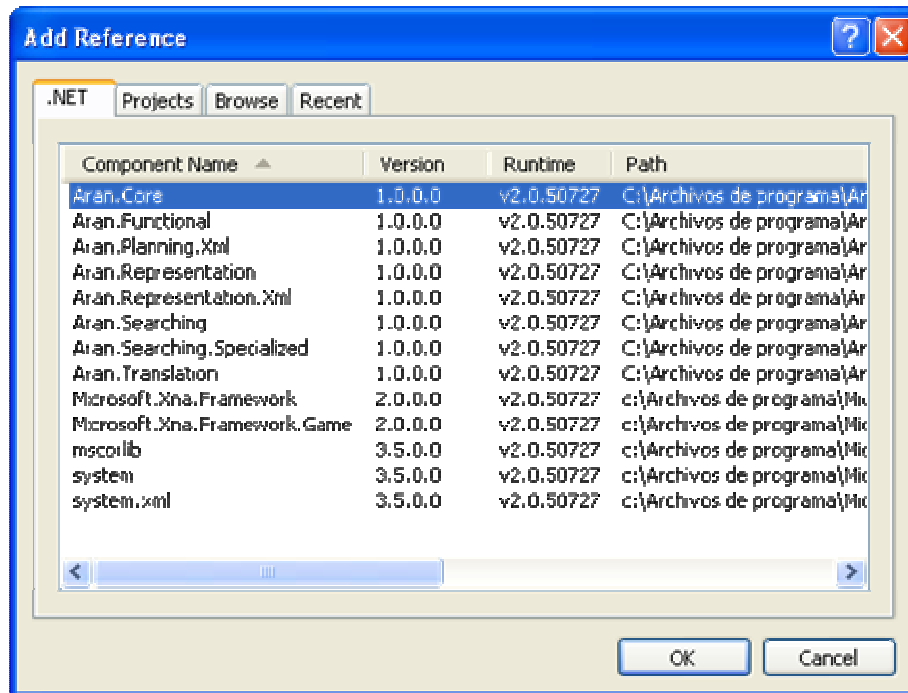 Add Reference
.NET Projects Browse Recent
Component Name Version Runtime Path
Aran.Core 1.0.0.0 v2.0.50727 C:\Archivos de programa\Ar
Aran.Functional 1.0.0.0 v2.0.50727 C:\Archivos de programa\Ar
Aran.Planning.Xml 1.0.0.0 v2.0.50727 C:\Archivos de programa\Ar
Aran.Representation 1.0.0.0 v2.0.50727 C:\Archivos de programa\Ar
Aran.Representation.Xml 1.0.0.0 v2.0.50727 C:\Archivos de programa\Ar
Aran.Searching 1.0.0.0 v2.0.50727 C:\Archivos de programa\Ar
Aran.Searching.Specialized 1.0.0.0 v2.0.50727 C:\Archivos de programa\Ar
Aran.Translation 1.0.0.0 v2.0.50727 C:\Archivos de programa\Ar
Microsoft.Xna.Framework 2.0.0.0 v2.0.50727 c:\Archivos de programa\Mic
Microsoft.Xna.Framework.Game 2.0.0.0 v2.0.50727 c:\Archivos de programa\Mic
mscorlib 3.5.0.0 v2.0.50727 c:\Archivos de programa\Mic
system 3.5.0.0 v2.0.50727 c:\Archivos de programa\Mic
system.xml 3.5.0.0 v2.0.50727 c:\Archivos de programa\Mic
OK Cancel